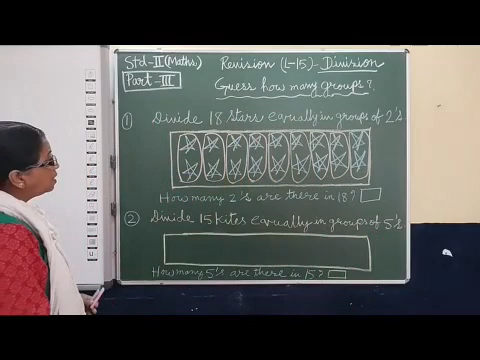 Std-II (Maths) Revision (L-15)- Division
Part-III
Guess how many groups?
① Divide 18 stars equally in groups of 2's
How many 2's are there in 18?
② Divide 15 kites equally in groups of 5's.
How many 5's are there in 15?